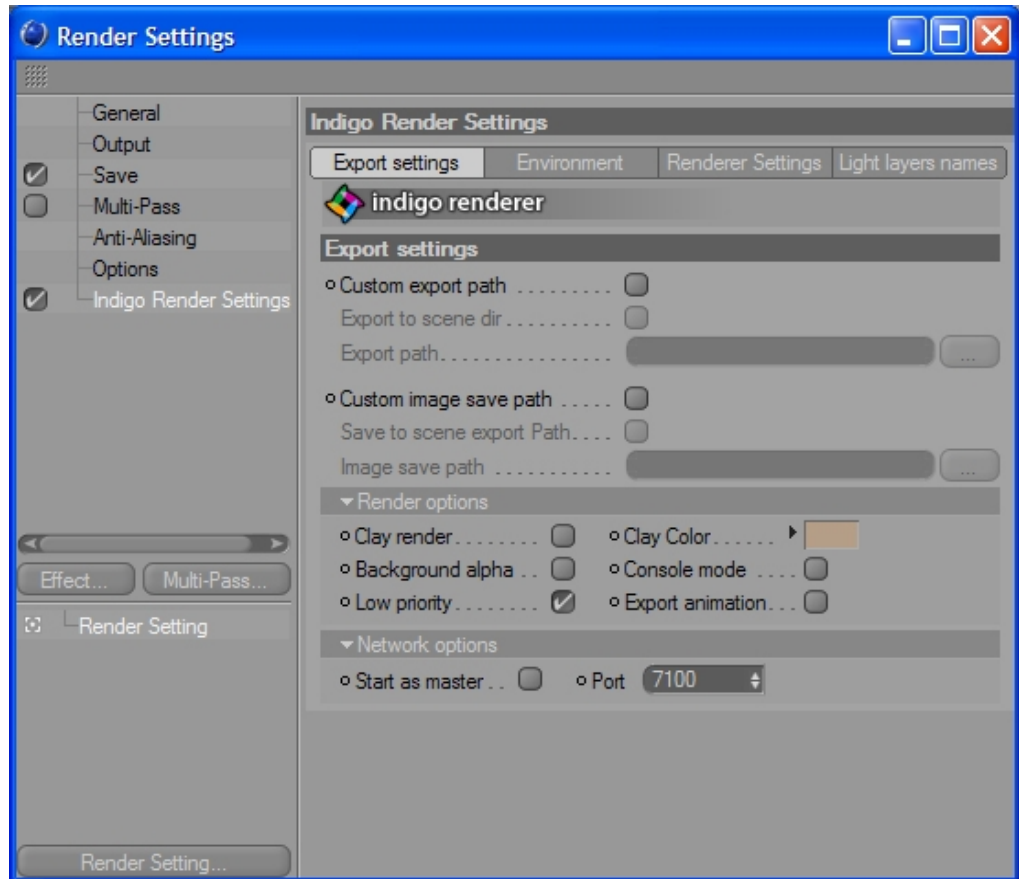 Render Settings
General
Output
Save
Multi-Pass
Anti-Aliasing
Options
Indigo Render Settings
Effect...
Multi-Pass...
Render Setting
Render Setting...
Indigo Render Settings
Export settings
Environment
Renderer Settings
Light layers names
indigo renderer
Export settings
Custom export path .........
Export to scene dir..........
Export path................
...
Custom image save path .....
Save to scene export Path....
Image save path ...........
...
Render options
Clay render........ Clay Color......
Background alpha .. Console mode ....
Low priority........ Export animation...
Network options
Start as master .. Port 7100